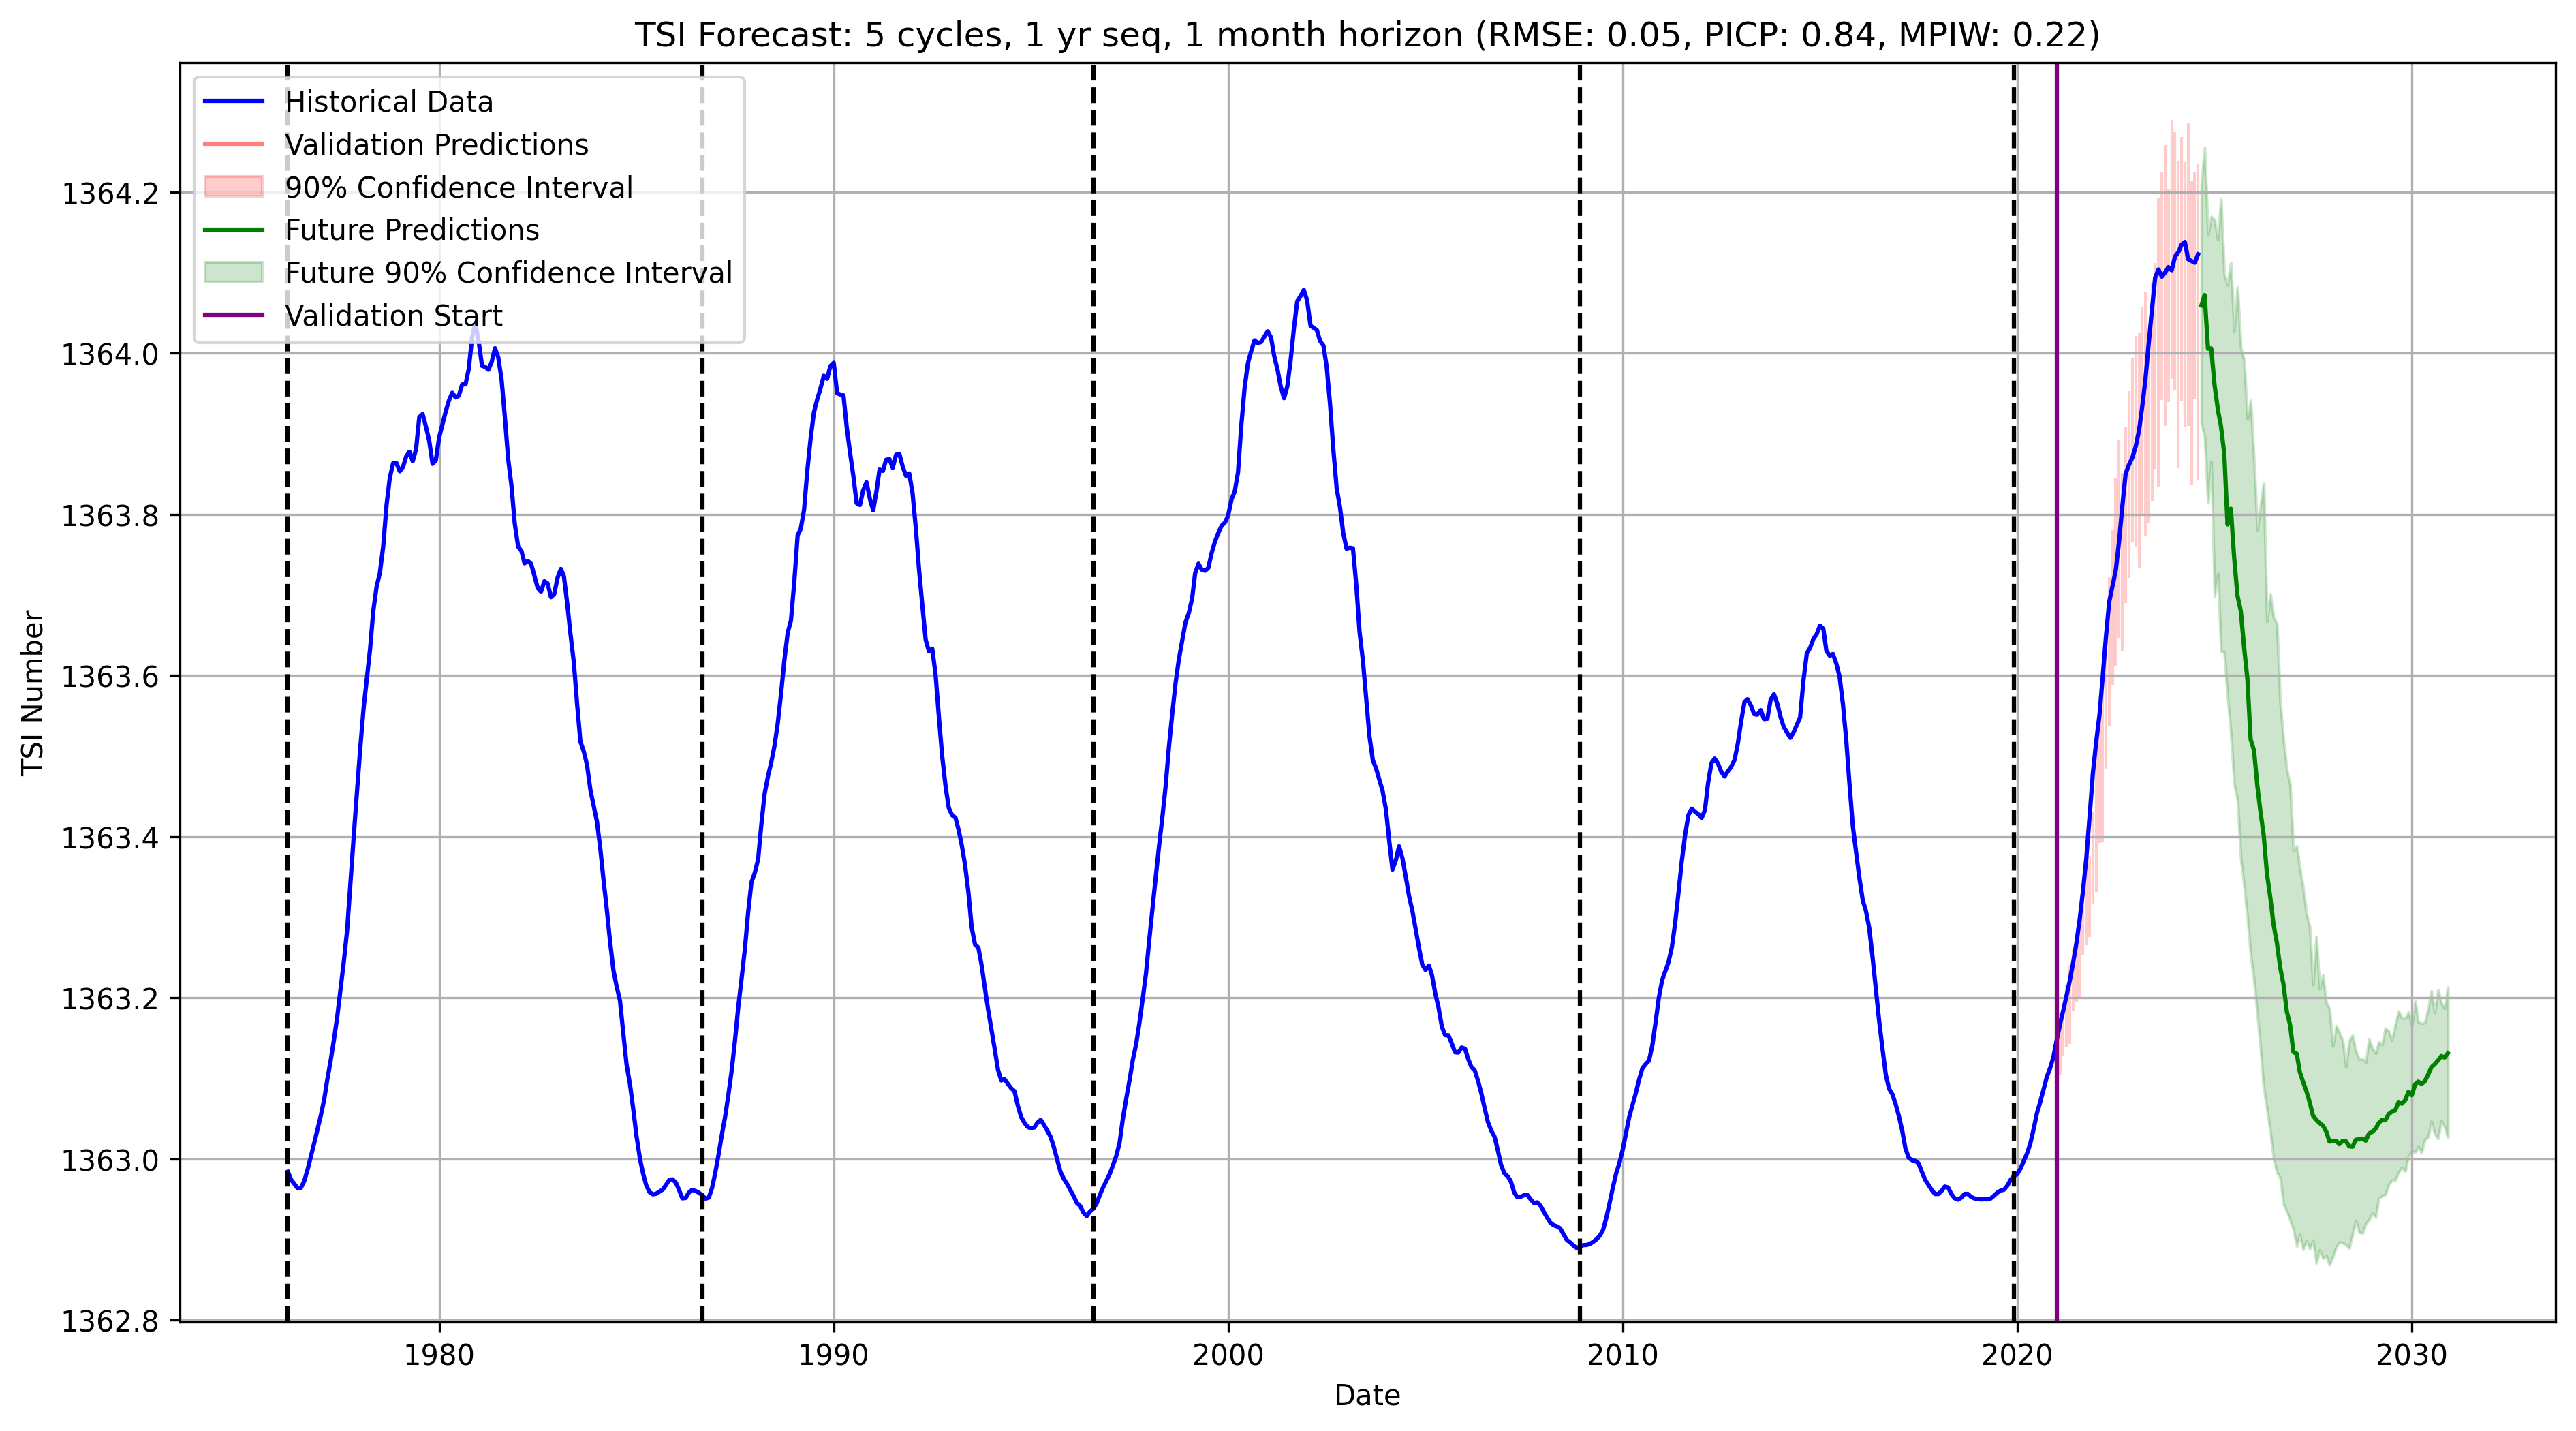 TSI Forecast: 5 cycles, 1 yr seq, 1 month horizon (RMSE: 0.05, PICP: 0.84, MPIW: 0.22)
Historical Data
Validation Predictions
90% Confidence Interval
Future Predictions
Future 90% Confidence Interval
Validation Start
TSI Number
1364.2
1364.0
1363.8
1363.6
1363.4
1363.2
1363.0
1362.8
1980
1990
2000
2010
2020
2030
Date